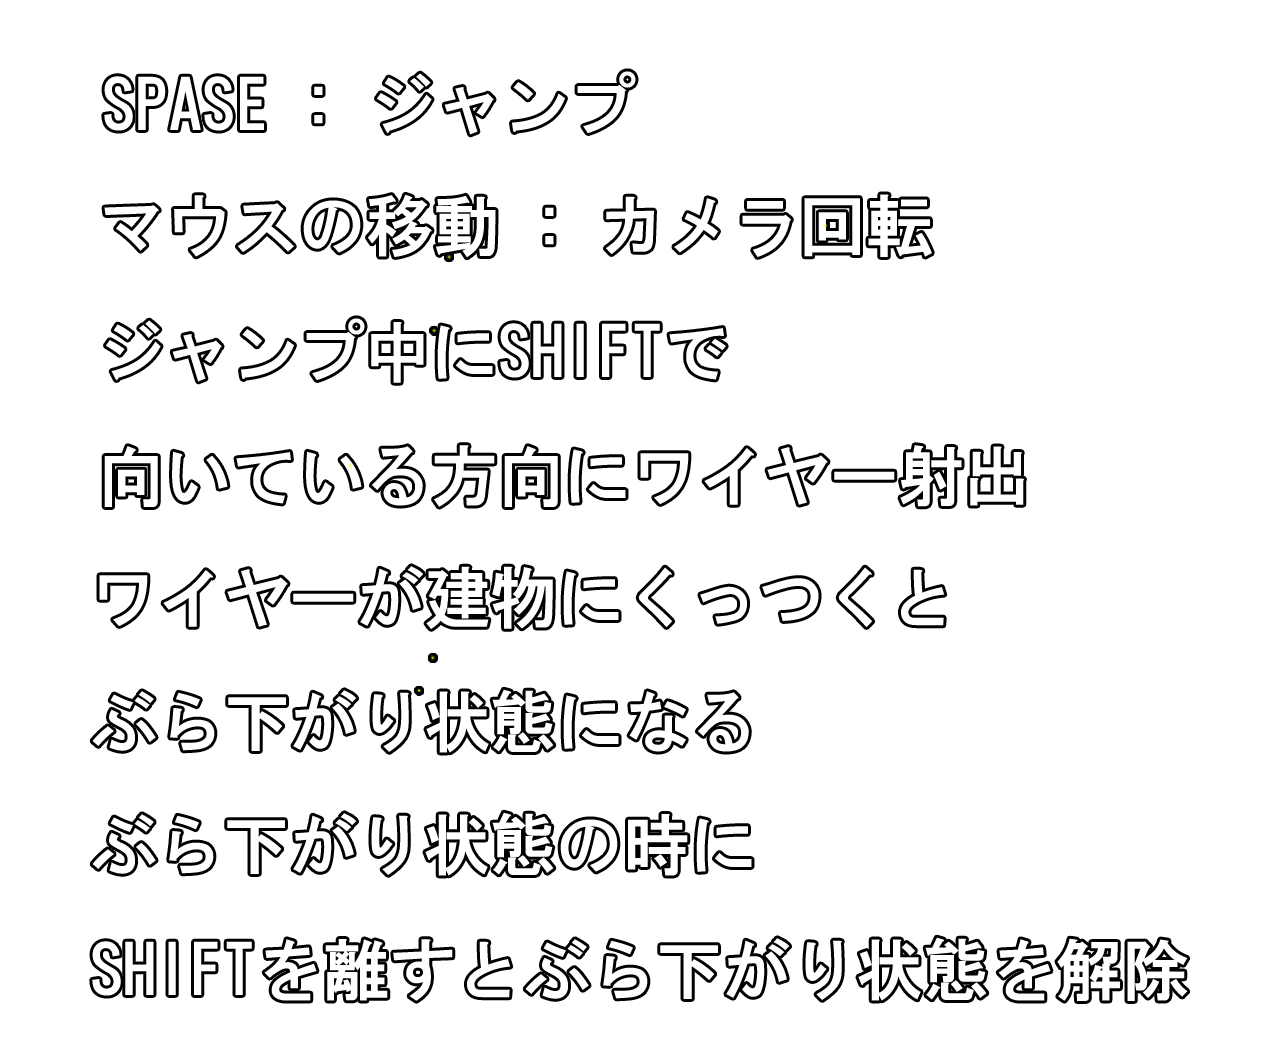 SPASE : ジャンプ
マウスの移動 : カメラ回転
ジャンプ中にSHIFTで
向いている方向にワイヤー射出
ワイヤーが建物にくっつくと
ぶら下がり状態になる
ぶら下がり状態の時に
SHIFTを離すとぶら下がり状態を解除